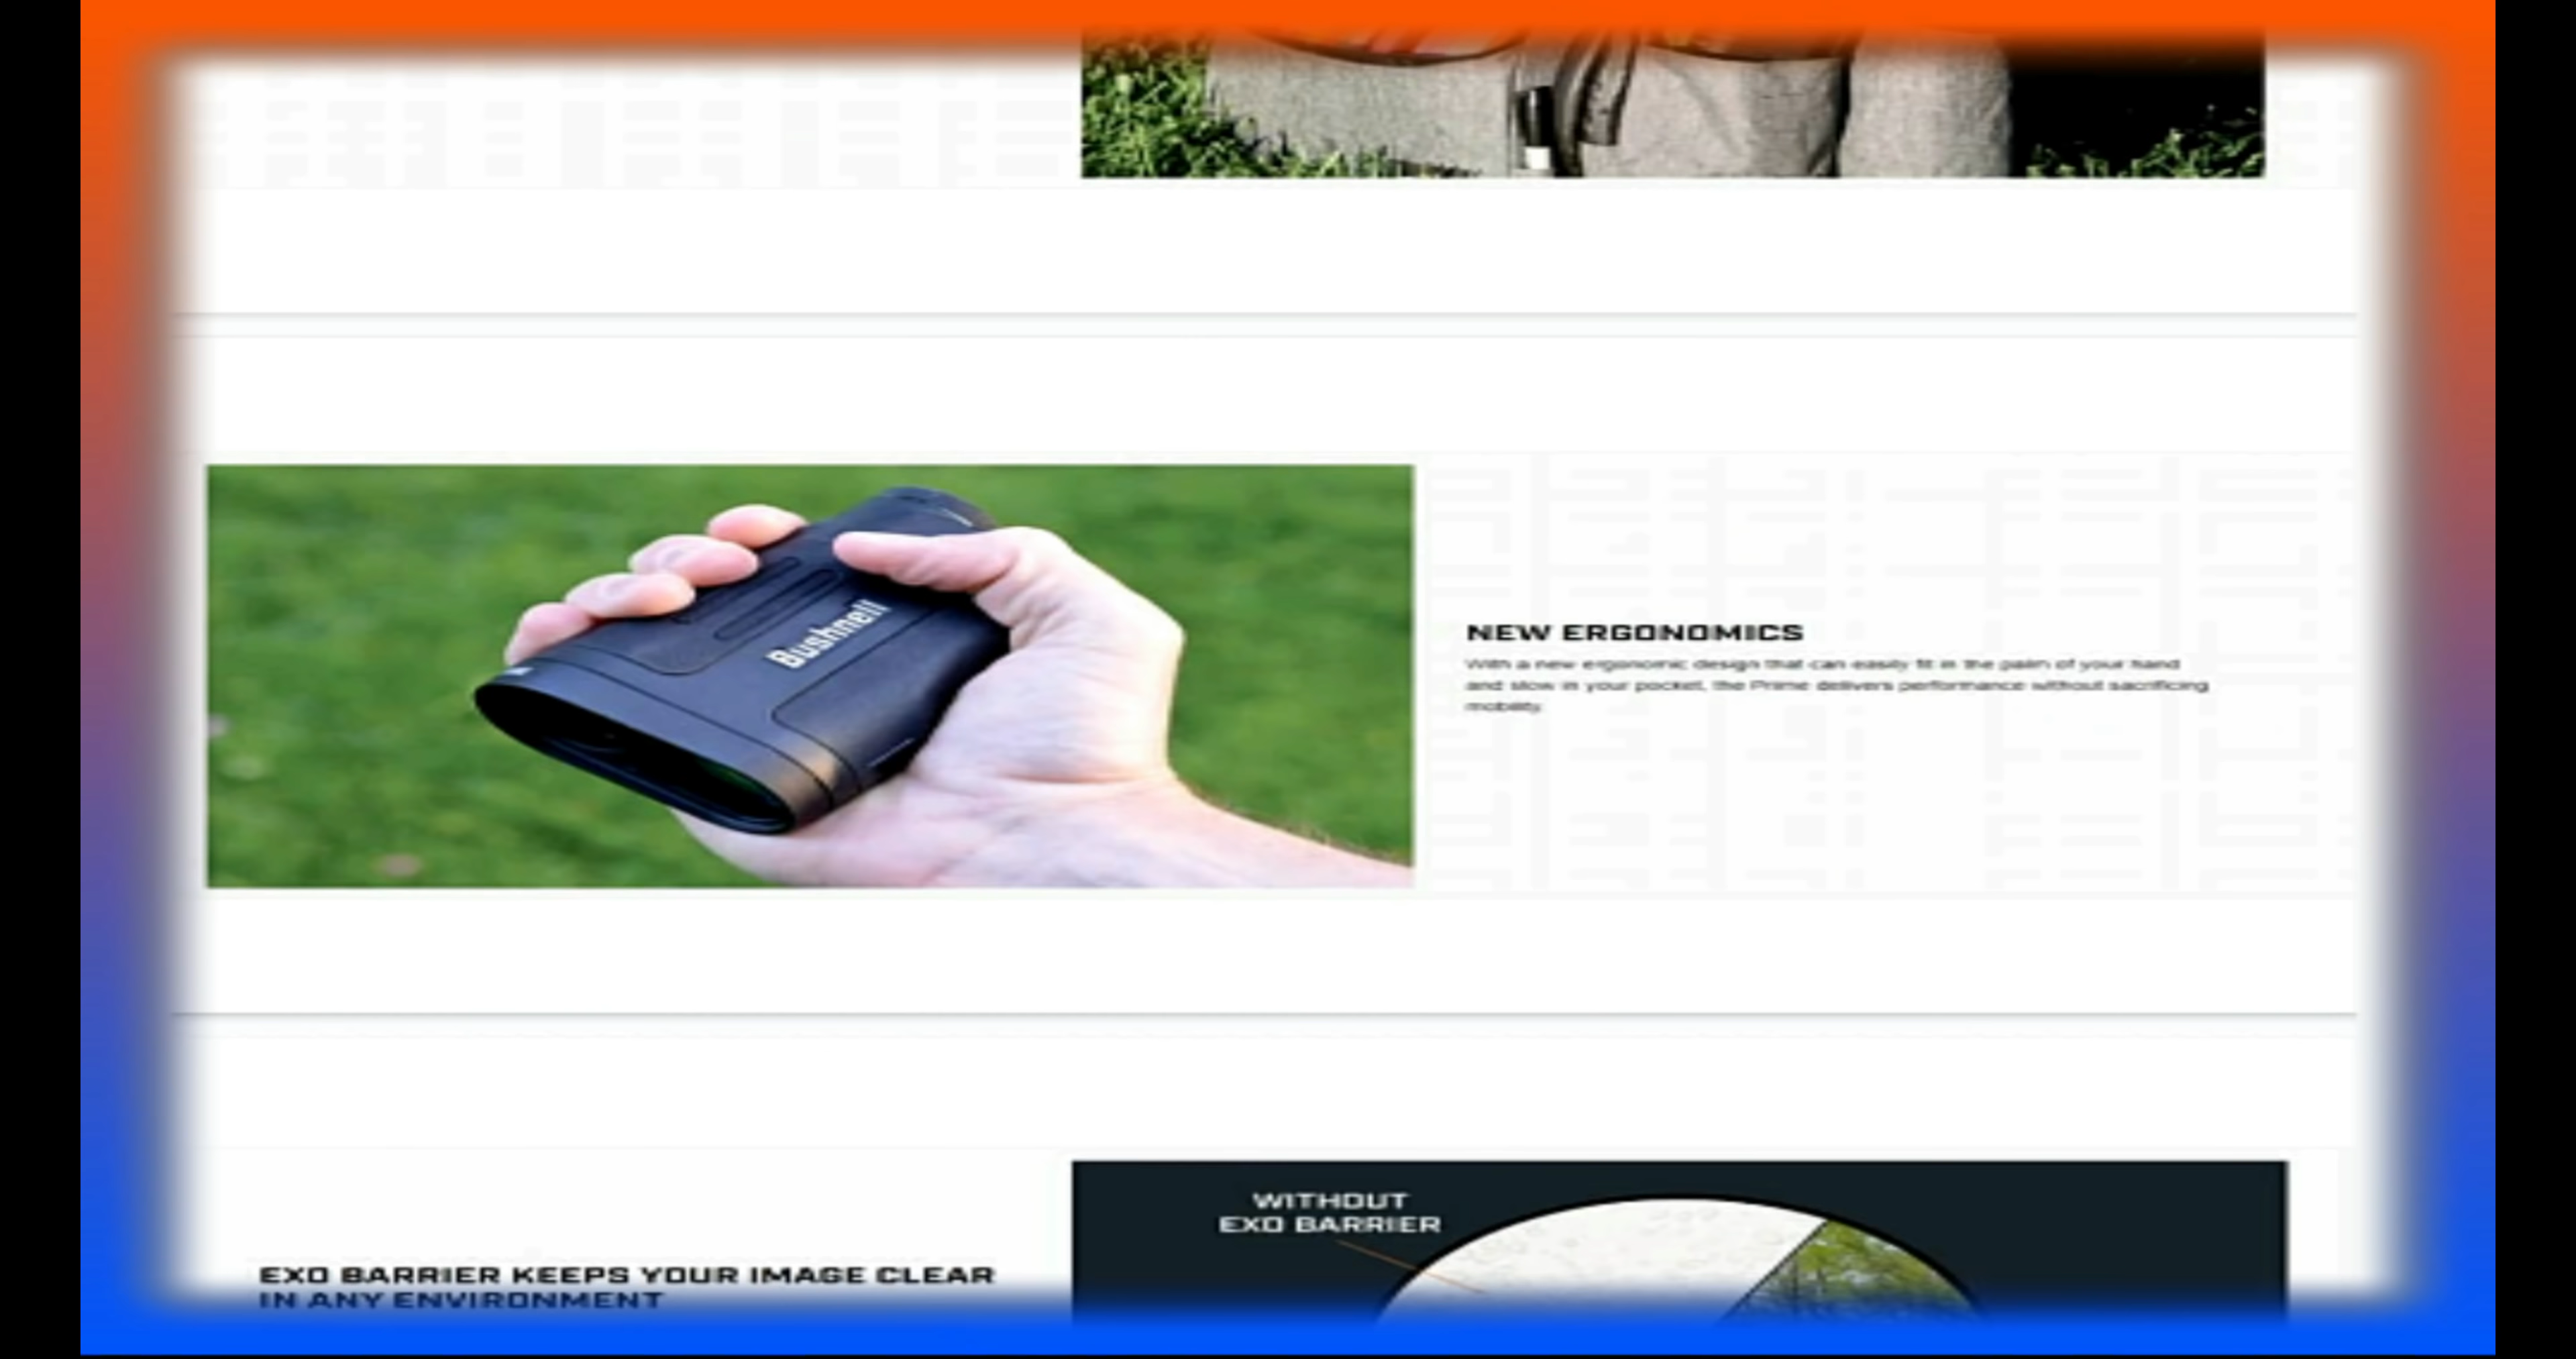 Bushnell
NEW ERGONOMICS
With a new ergonomic design that can easily fit in the palm of your hand
and stow in your pocket, the Prime delivers performance without sacrificing
mobility.
WITHOUT
EXO BARRIER
EXO BARRIER KEEPS YOUR IMAGE CLEAR
IN ANY ENVIRONMENT